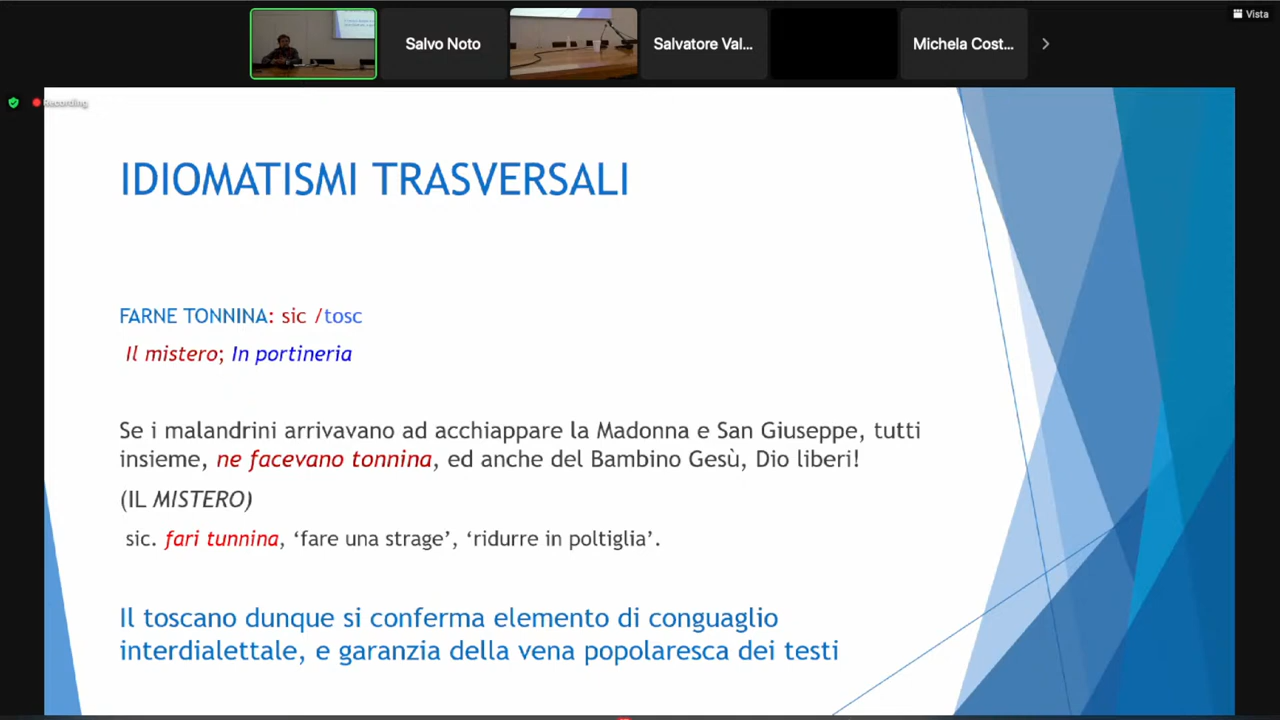 Vista
Salvo Noto
Salvatore Val...
Michela Cost...
Recording
IDIOMATISMI TRASVERSALI
FARNE TONNINA: sic /tosc
Il mistero; In portineria
Se i malandrini arrivavano ad acchiappare la Madonna e San Giuseppe, tutti
insieme, ne facevano tonnina, ed anche del Bambino Gesù, Dio liberi!
(IL MISTERO)
sic. fari tunnina, ‘fare una strage’, ‘ridurre in poltiglia’.
Il toscano dunque si conferma elemento di conguaglio
interdialettale, e garanzia della vena popolaresca dei testi